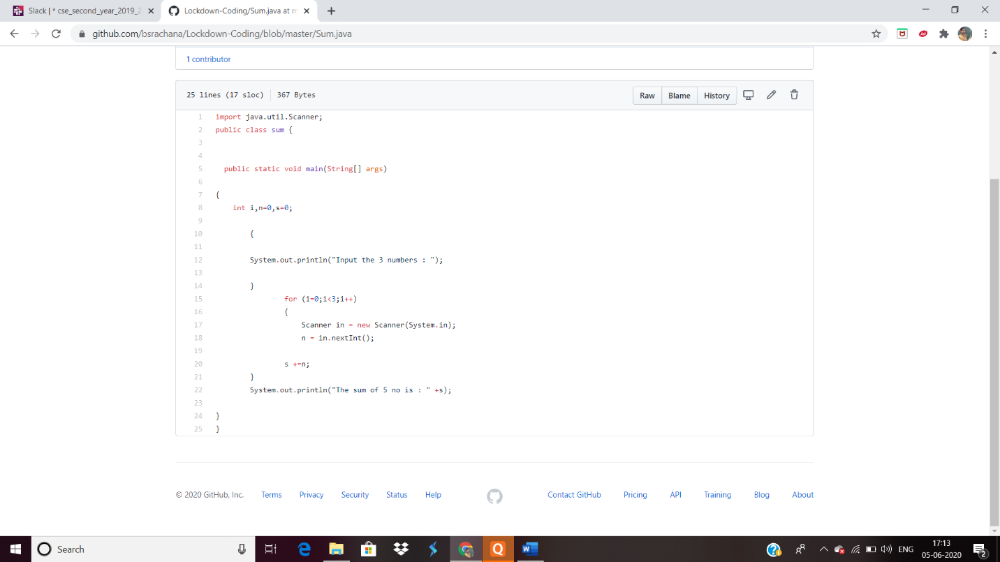 Slack | * cse_second_year_2019_2
Lockdown-Coding/Sum.java at m
github.com/bsrachana/Lockdown-Coding/blob/master/Sum.java
1 contributor
25 lines (17 sloc) 367 Bytes
Raw Blame History
1 import java.util.Scanner;
2 public class sum {
3
4
5 public static void main(String[] args)
6
7 {
8 int i,n=0,s=0;
9
10 {
11
12 System.out.println("Input the 3 numbers : ");
13
14 }
15 for (i=0;i<3;i++)
16 {
17 Scanner in = new Scanner(System.in);
18 n = in.nextInt();
19
20 s +=n;
21 }
22 System.out.println("The sum of 5 no is : " +s);
23
24 }
25 }
© 2020 GitHub, Inc. Terms Privacy Security Status Help Contact GitHub Pricing API Training Blog About
Search
ENG
17:13
05-06-2020
2